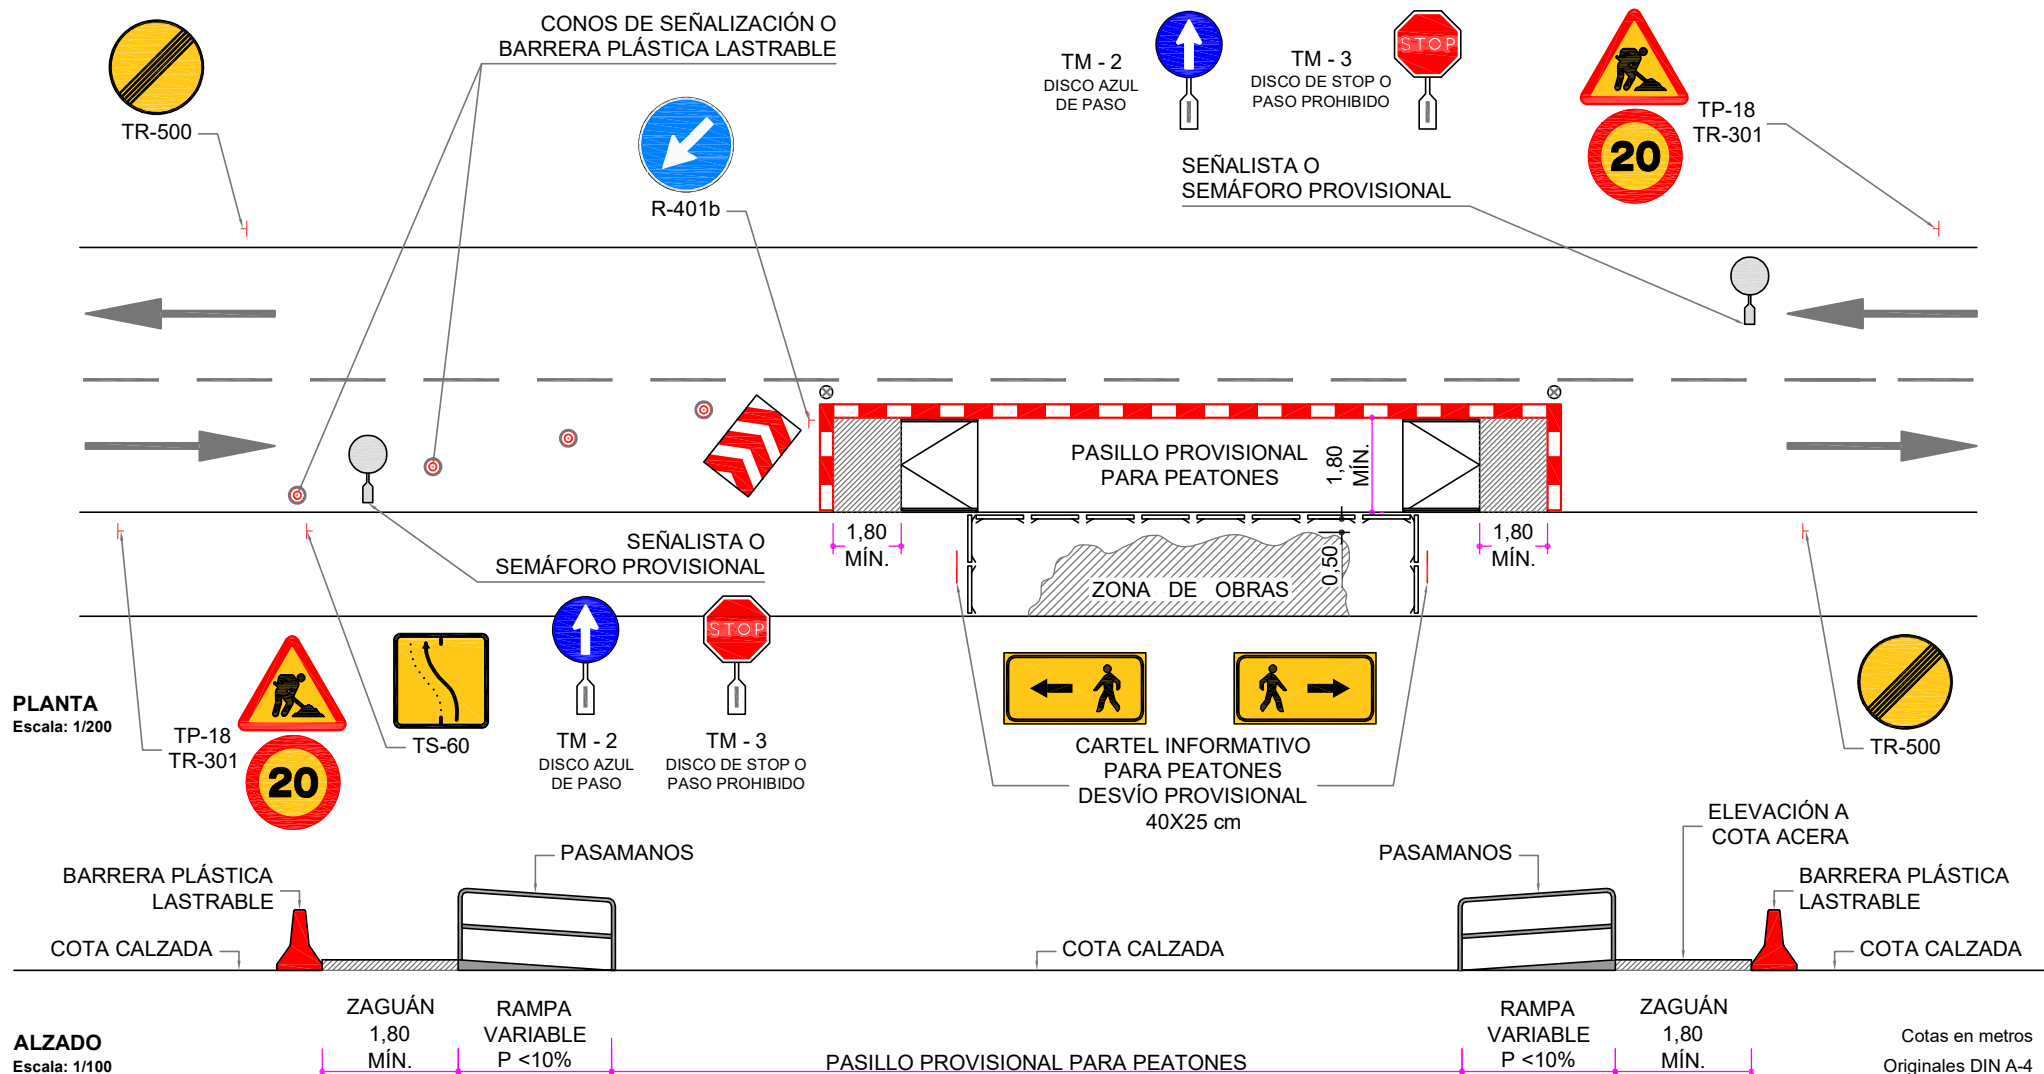 CONOS DE SEÑALIZACIÓN O
BARRERA PLÁSTICA LASTRABLE
TR-500
R-401b
TM - 2
DISCO AZUL
DE PASO
TM - 3
DISCO DE STOP O
PASO PROHIBIDO
STOP
TP-18
TR-301
20
SEÑALISTA O
SEMÁFORO PROVISIONAL
PASILLO PROVISIONAL
PARA PEATONES
1,80
MÍN.
1,80
MÍN.
1,80
MÍN.
0,50
ZONA DE OBRAS
SEÑALISTA O
SEMÁFORO PROVISIONAL
STOP
PLANTA
Escala: 1/200
TP-18
TR-301
20
TS-60
TM - 2
DISCO AZUL
DE PASO
TM - 3
DISCO DE STOP O
PASO PROHIBIDO
CARTEL INFORMATIVO
PARA PEATONES
DESVÍO PROVISIONAL
40X25 cm
TR-500
ELEVACIÓN A
COTA ACERA
BARRERA PLÁSTICA
LASTRABLE
PASAMANOS
PASAMANOS
BARRERA PLÁSTICA
LASTRABLE
COTA CALZADA
COTA CALZADA
COTA CALZADA
ZAGUÁN
1,80
MÍN.
RAMPA
VARIABLE
P <10%
PASILLO PROVISIONAL PARA PEATONES
RAMPA
VARIABLE
P <10%
ZAGUÁN
1,80
MÍN.
ALZADO
Escala: 1/100
Cotas en metros
Originales DIN A-4